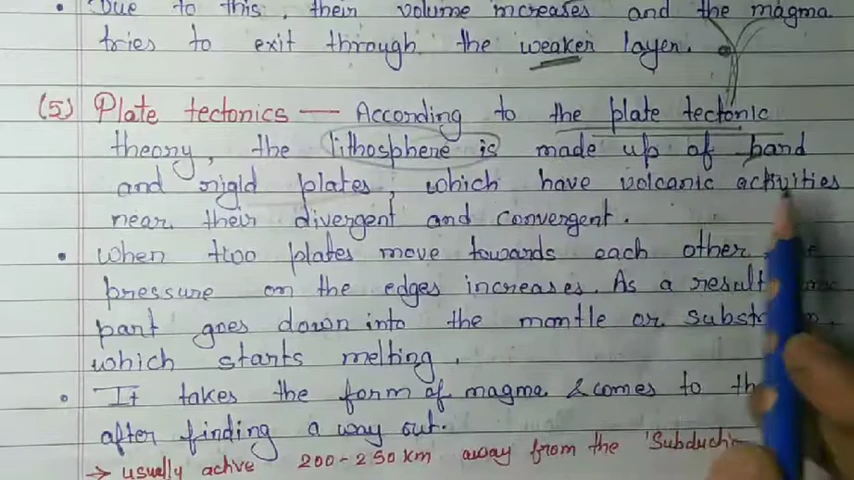 • Due to this, their volume increases and the magma
tries to exit through the weaker layer.
(5) Plate tectonics — According to the plate tectonic
theory, the lithosphere is made up of hard
and rigid plates, which have volcanic activities
near their divergent and convergent.
• When two plates move towards each other
pressure on the edges increases. As a result
part goes down into the mantle or
which starts melting.
• It takes the form of magma & comes to
after finding a way out.
→ usually active 200-250 km away from the